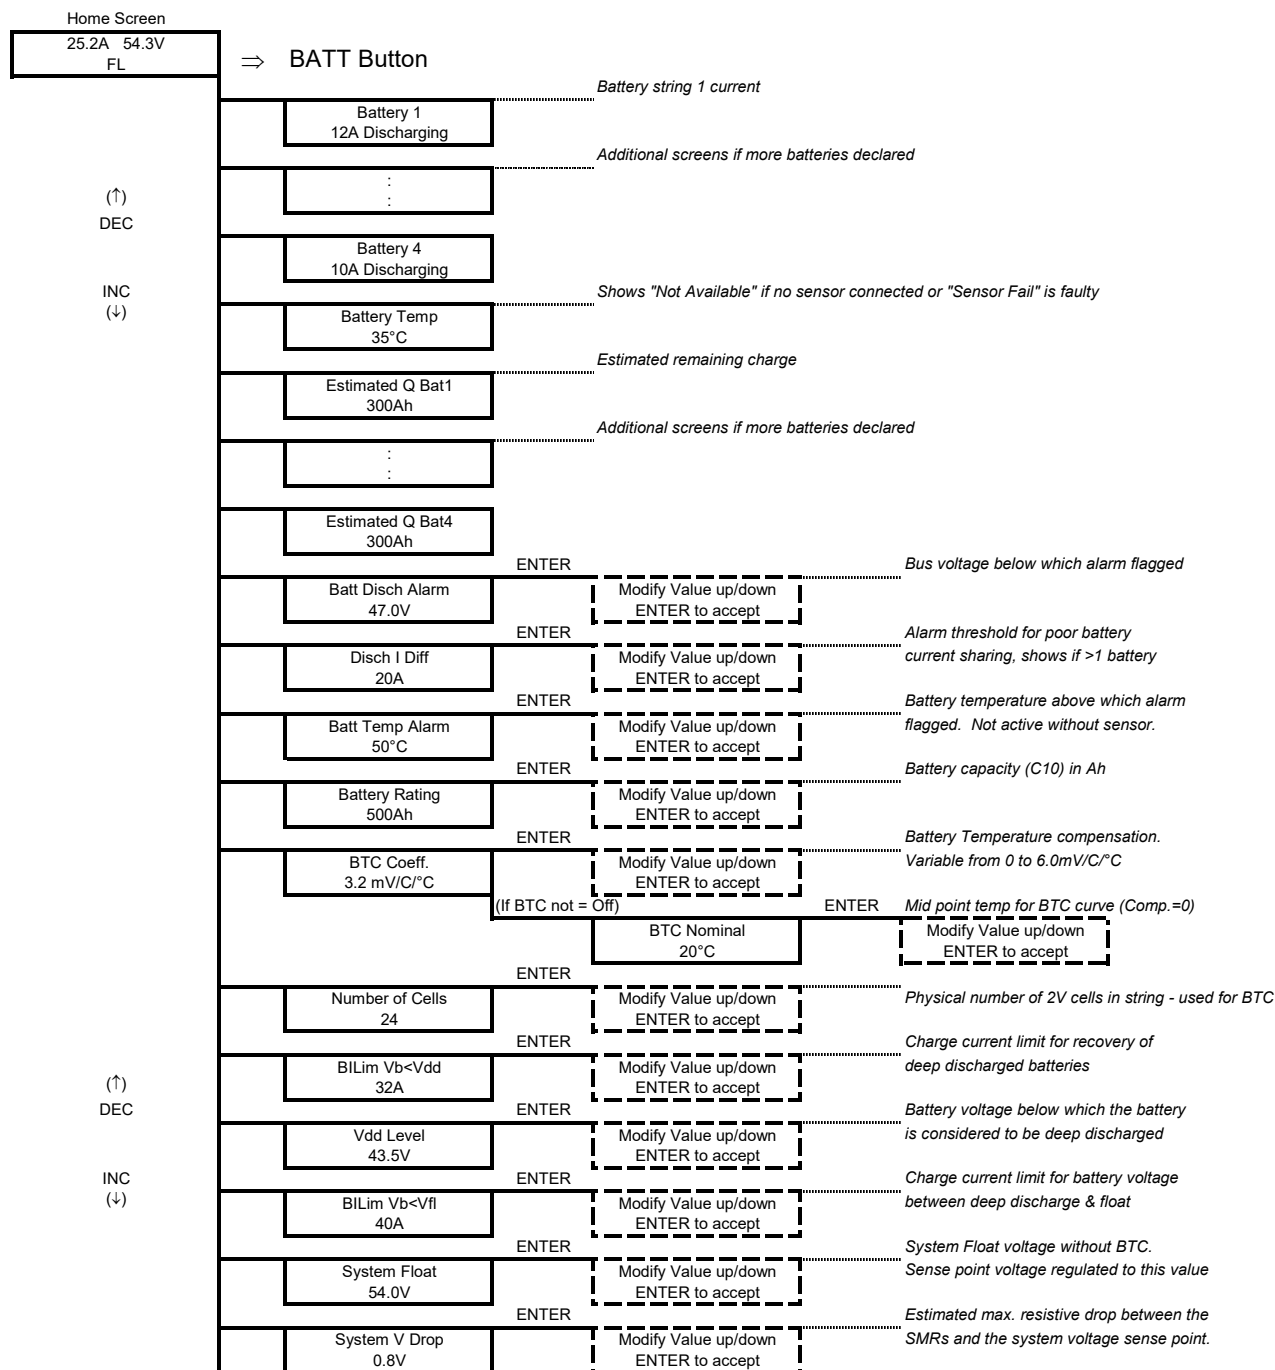 Home Screen
25.2A 54.3V
FL
⇒ BATT Button
Battery string 1 current
Battery 1
12A Discharging
Additional screens if more batteries declared
:
:
(↑)
DEC
Battery 4
10A Discharging
INC
(↓)
Shows "Not Available" if no sensor connected or "Sensor Fail" is faulty
Battery Temp
35°C
Estimated remaining charge
Estimated Q Bat1
300Ah
Additional screens if more batteries declared
:
:
Estimated Q Bat4
300Ah
ENTER
Bus voltage below which alarm flagged
Batt Disch Alarm
47.0V
Modify Value up/down
ENTER to accept
ENTER
Alarm threshold for poor battery
current sharing, shows if >1 battery
Disch I Diff
20A
Modify Value up/down
ENTER to accept
ENTER
Battery temperature above which alarm
flagged. Not active without sensor.
Batt Temp Alarm
50°C
Modify Value up/down
ENTER to accept
ENTER
Battery capacity (C10) in Ah
Battery Rating
500Ah
Modify Value up/down
ENTER to accept
ENTER
Battery Temperature compensation.
Variable from 0 to 6.0mV/C/°C
BTC Coeff.
3.2 mV/C/°C
Modify Value up/down
ENTER to accept
(If BTC not = Off)
ENTER
Mid point temp for BTC curve (Comp.=0)
BTC Nominal
20°C
Modify Value up/down
ENTER to accept
ENTER
Physical number of 2V cells in string - used for BTC
Number of Cells
24
Modify Value up/down
ENTER to accept
ENTER
Charge current limit for recovery of
deep discharged batteries
BILim Vb<Vdd
32A
Modify Value up/down
ENTER to accept
(↑)
DEC
ENTER
Battery voltage below which the battery
is considered to be deep discharged
Vdd Level
43.5V
Modify Value up/down
ENTER to accept
INC
(↓)
ENTER
Charge current limit for battery voltage
between deep discharge & float
BILim Vb<Vfl
40A
Modify Value up/down
ENTER to accept
ENTER
System Float voltage without BTC.
Sense point voltage regulated to this value
System Float
54.0V
Modify Value up/down
ENTER to accept
ENTER
Estimated max. resistive drop between the
SMRs and the system voltage sense point.
System V Drop
0.8V
Modify Value up/down
ENTER to accept